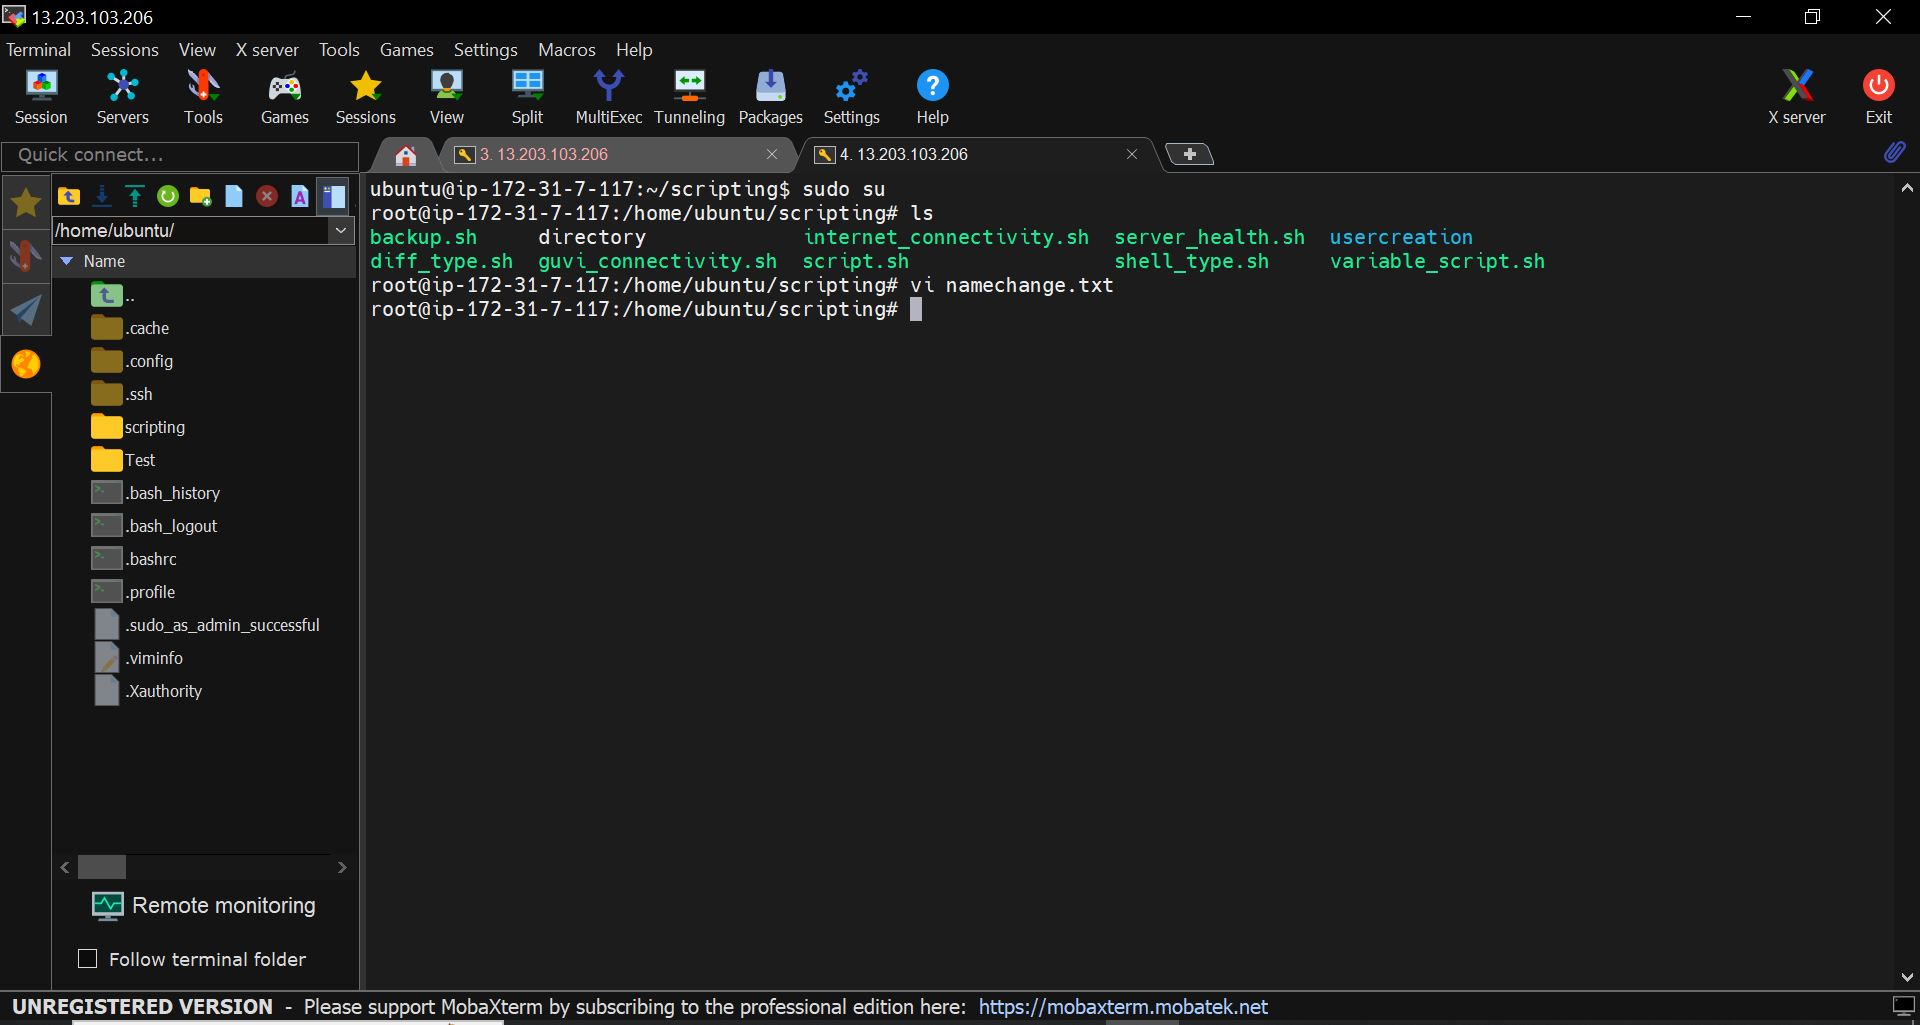 13.203.103.206
Terminal Sessions View X server Tools Games Settings Macros Help
Session Servers Tools Games Sessions View Split MultiExec Tunneling Packages Settings Help X server Exit
Quick connect...
3. 13.203.103.206
4. 13.203.103.206
/home/ubuntu/
Name
..
.cache
.config
.ssh
scripting
Test
.bash_history
.bash_logout
.bashrc
.profile
.sudo_as_admin_successful
.viminfo
.Xauthority
Remote monitoring
Follow terminal folder
ubuntu@ip-172-31-7-117:~/scripting$ sudo su
root@ip-172-31-7-117:/home/ubuntu/scripting# ls
backup.sh directory internet_connectivity.sh server_health.sh usercreation
diff_type.sh guvi_connectivity.sh script.sh shell_type.sh variable_script.sh
root@ip-172-31-7-117:/home/ubuntu/scripting# vi namechange.txt
root@ip-172-31-7-117:/home/ubuntu/scripting#
UNREGISTERED VERSION - Please support MobaXterm by subscribing to the professional edition here: https://mobaxterm.mobatek.net